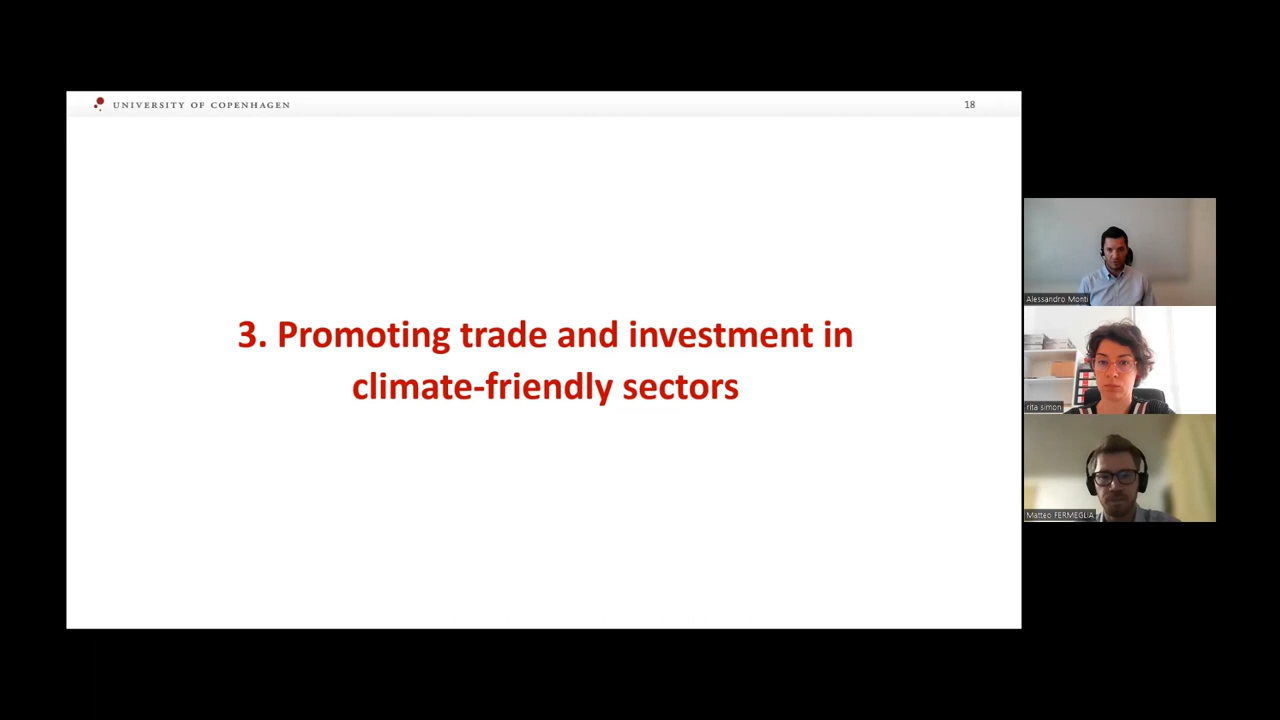 UNIVERSITY OF COPENHAGEN
18
3. Promoting trade and investment in
climate-friendly sectors
Alessandro Monti
rita simon
Matteo FERMEGLIA